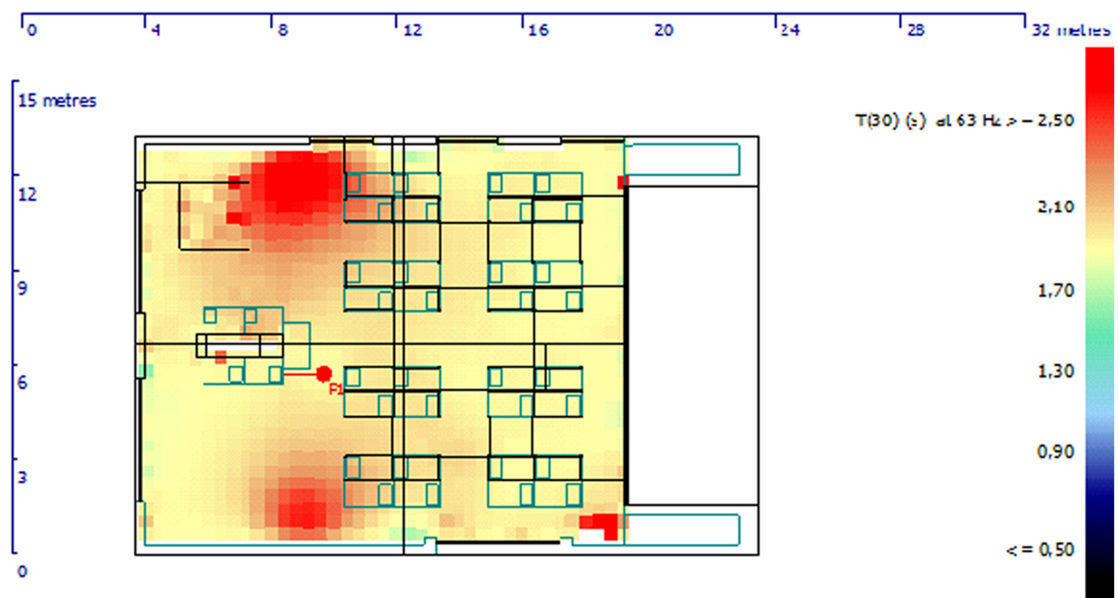 0 4 8 12 16 20 24 28 32 metres
15 metres
T(30) (s) at 63 Hz >= 2,50
12
2,10
9
1,70
6
1,30
P1
3
0,90
0
<= 0,50